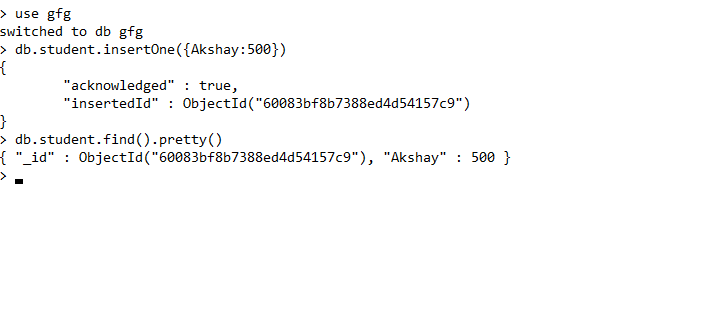 > use gfg
switched to db gfg
> db.student.insertOne({Akshay:500})
{
        "acknowledged" : true,
        "insertedId" : ObjectId("60083bf8b7388ed4d54157c9")
}
> db.student.find().pretty()
{ "_id" : ObjectId("60083bf8b7388ed4d54157c9"), "Akshay" : 500 }
>